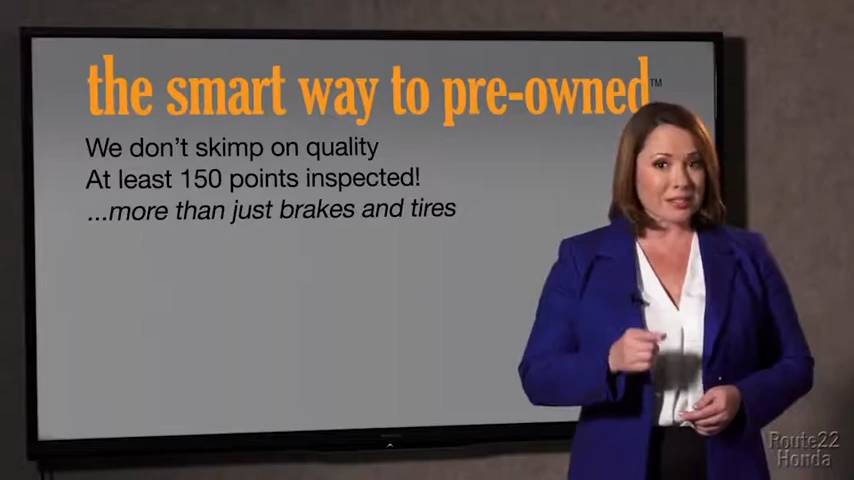 the smart way to pre-owned™
We don't skimp on quality
At least 150 points inspected!
...more than just brakes and tires
Route22
Honda